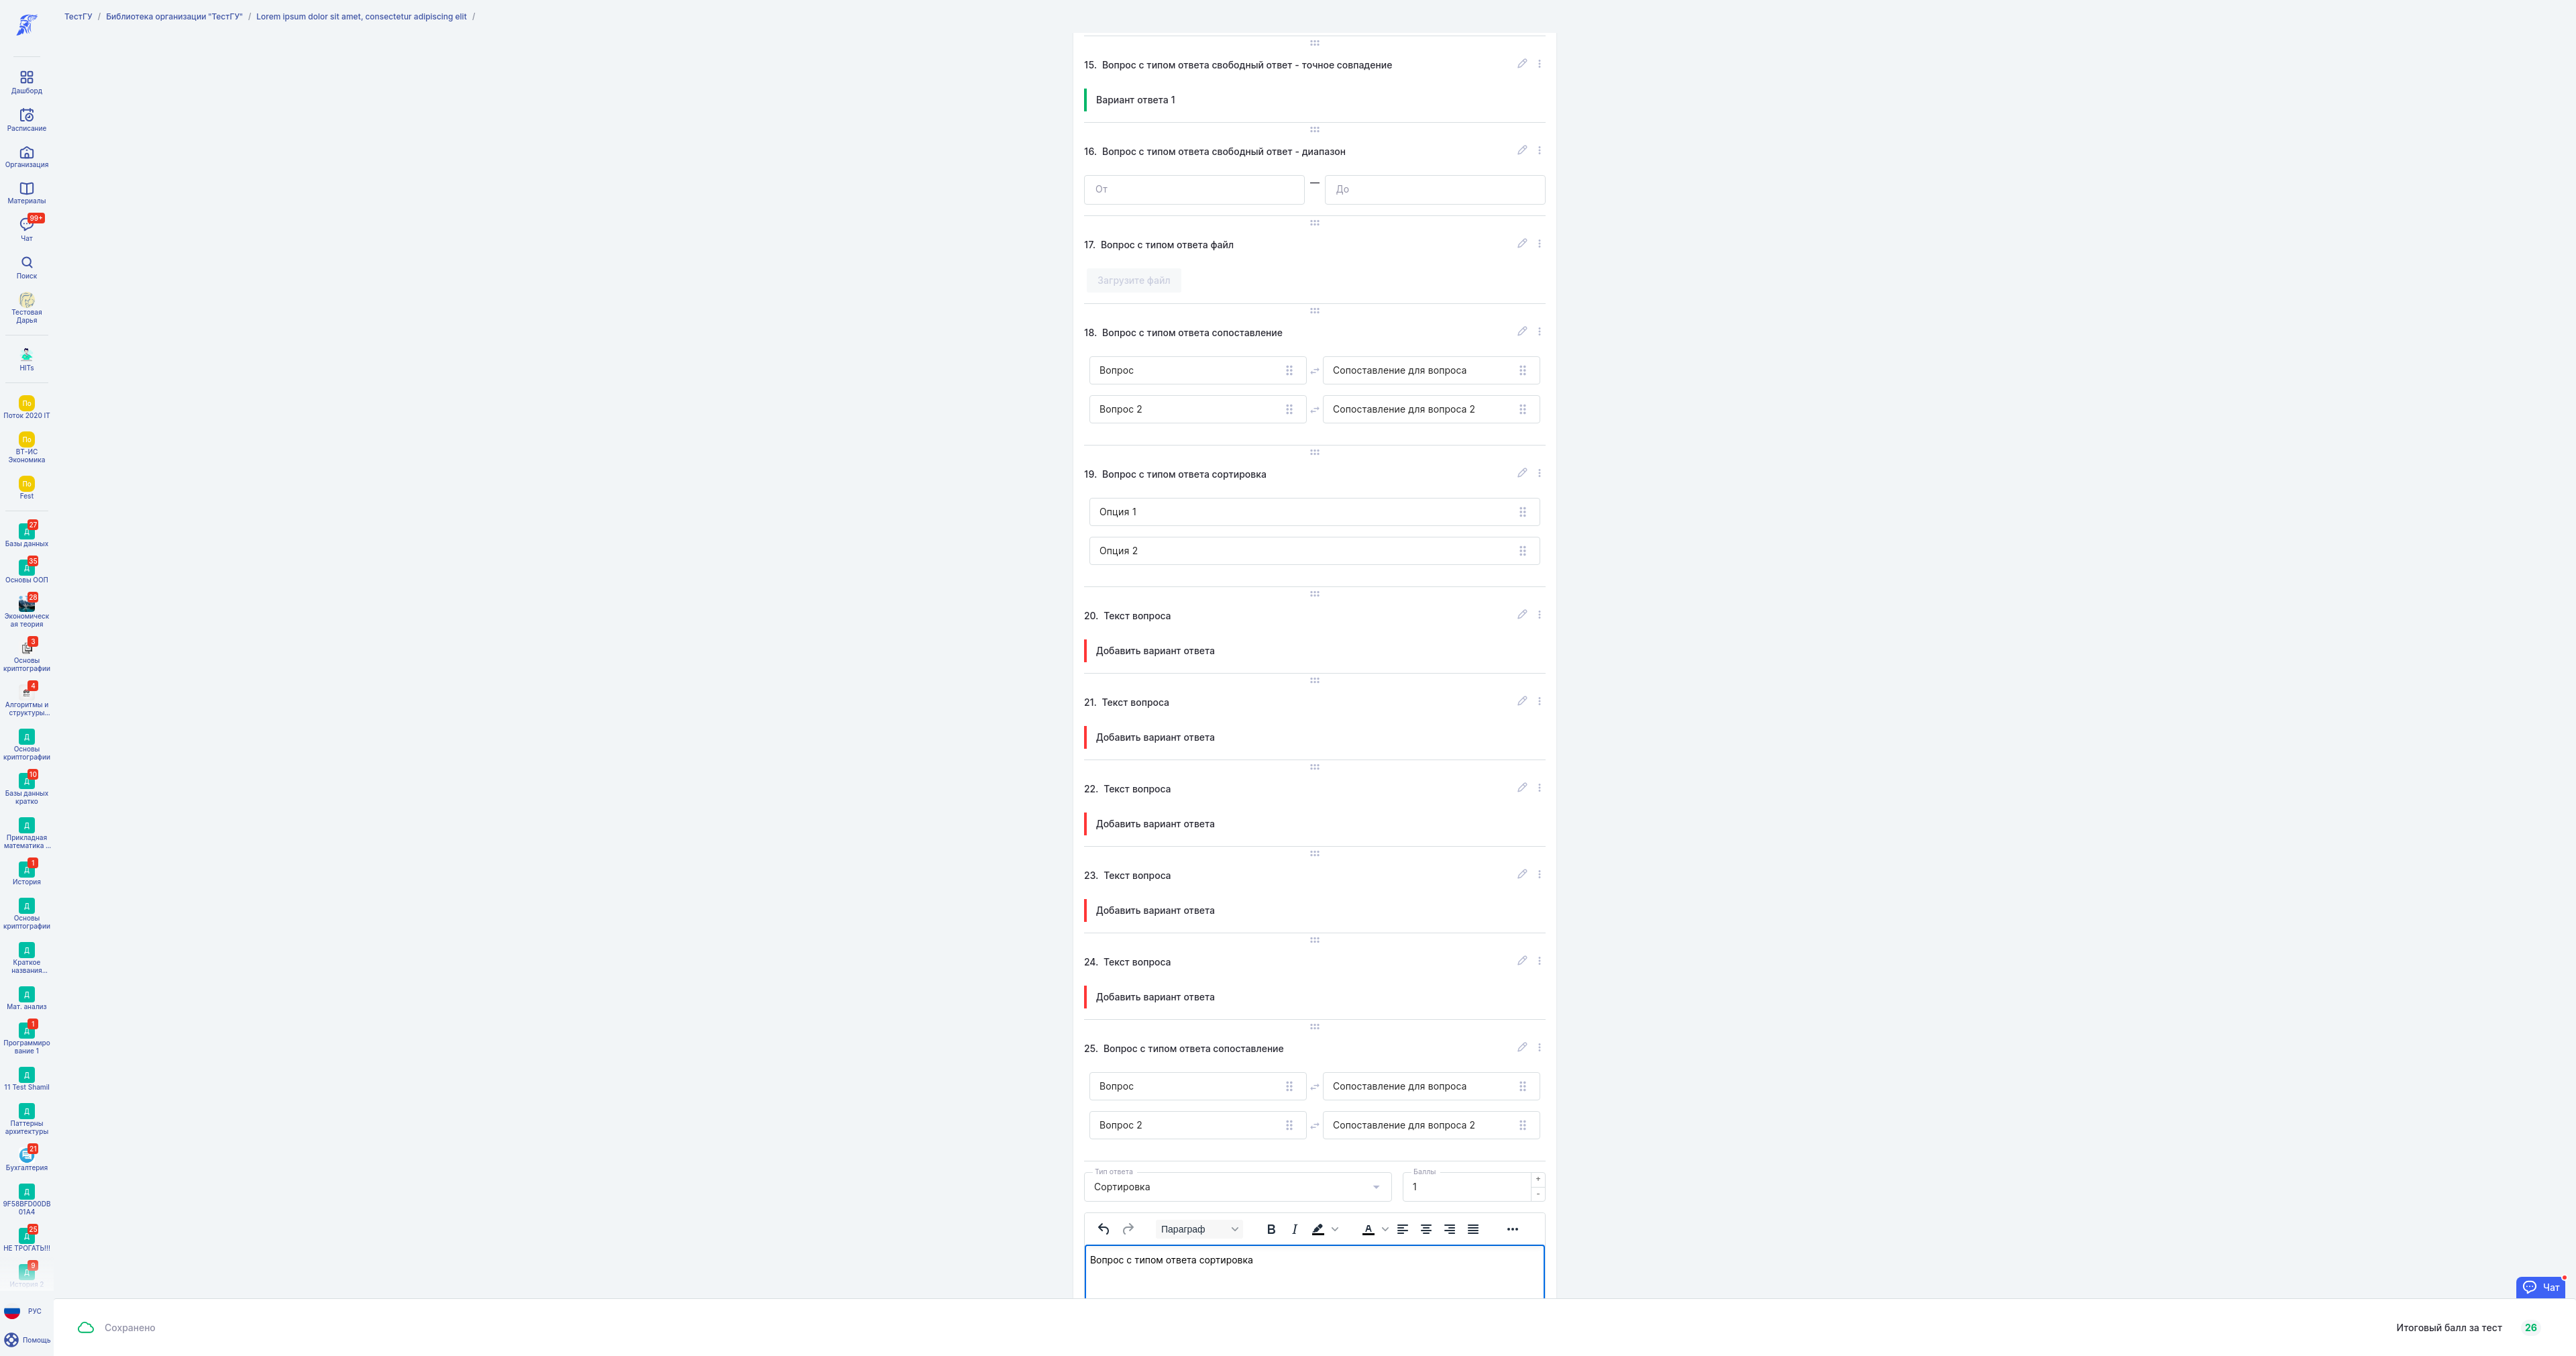 ТестГУ / Библиотека организации "ТестГУ" / Lorem ipsum dolor sit amet, consectetur adipiscing elit /
Дашборд
Расписание
Организация
Материалы
99+
Чат
Поиск
Тестовая
Дарья
HITs
По
Поток 2020 IT
По
ВТ-ИС
Экономика
По
Fest
27
Д
Базы данных
35
Д
Основы ООП
28
Экономическ
ая теория
3
Основы
криптографии
4
Алгоритмы и
структуры...
Д
Основы
криптографии
10
Д
Базы данных
кратко
Д
Прикладная
математика ...
1
Д
История
Д
Основы
криптографии
Д
Краткое
названия...
Д
Мат. анализ
1
Д
Программиро
вание 1
Д
11 Test Shamil
Д
Паттерны
архитектуры
21
Бухгалтерия
Д
9F58BFD00DB
01A4
25
Д
НЕ ТРОГАТЬ!!!
9
Д
История 2
РУС
Помощь
15. Вопрос с типом ответа свободный ответ - точное совпадение
Вариант ответа 1
16. Вопрос с типом ответа свободный ответ - диапазон
От — До
17. Вопрос с типом ответа файл
Загрузите файл
18. Вопрос с типом ответа сопоставление
Вопрос Сопоставление для вопроса
Вопрос 2 Сопоставление для вопроса 2
19. Вопрос с типом ответа сортировка
Опция 1
Опция 2
20. Текст вопроса
Добавить вариант ответа
21. Текст вопроса
Добавить вариант ответа
22. Текст вопроса
Добавить вариант ответа
23. Текст вопроса
Добавить вариант ответа
24. Текст вопроса
Добавить вариант ответа
25. Вопрос с типом ответа сопоставление
Вопрос Сопоставление для вопроса
Вопрос 2 Сопоставление для вопроса 2
Тип ответа Баллы
Сортировка 1 + -
Параграф B I A
Вопрос с типом ответа сортировка
Чат
Сохранено Итоговый балл за тест 26